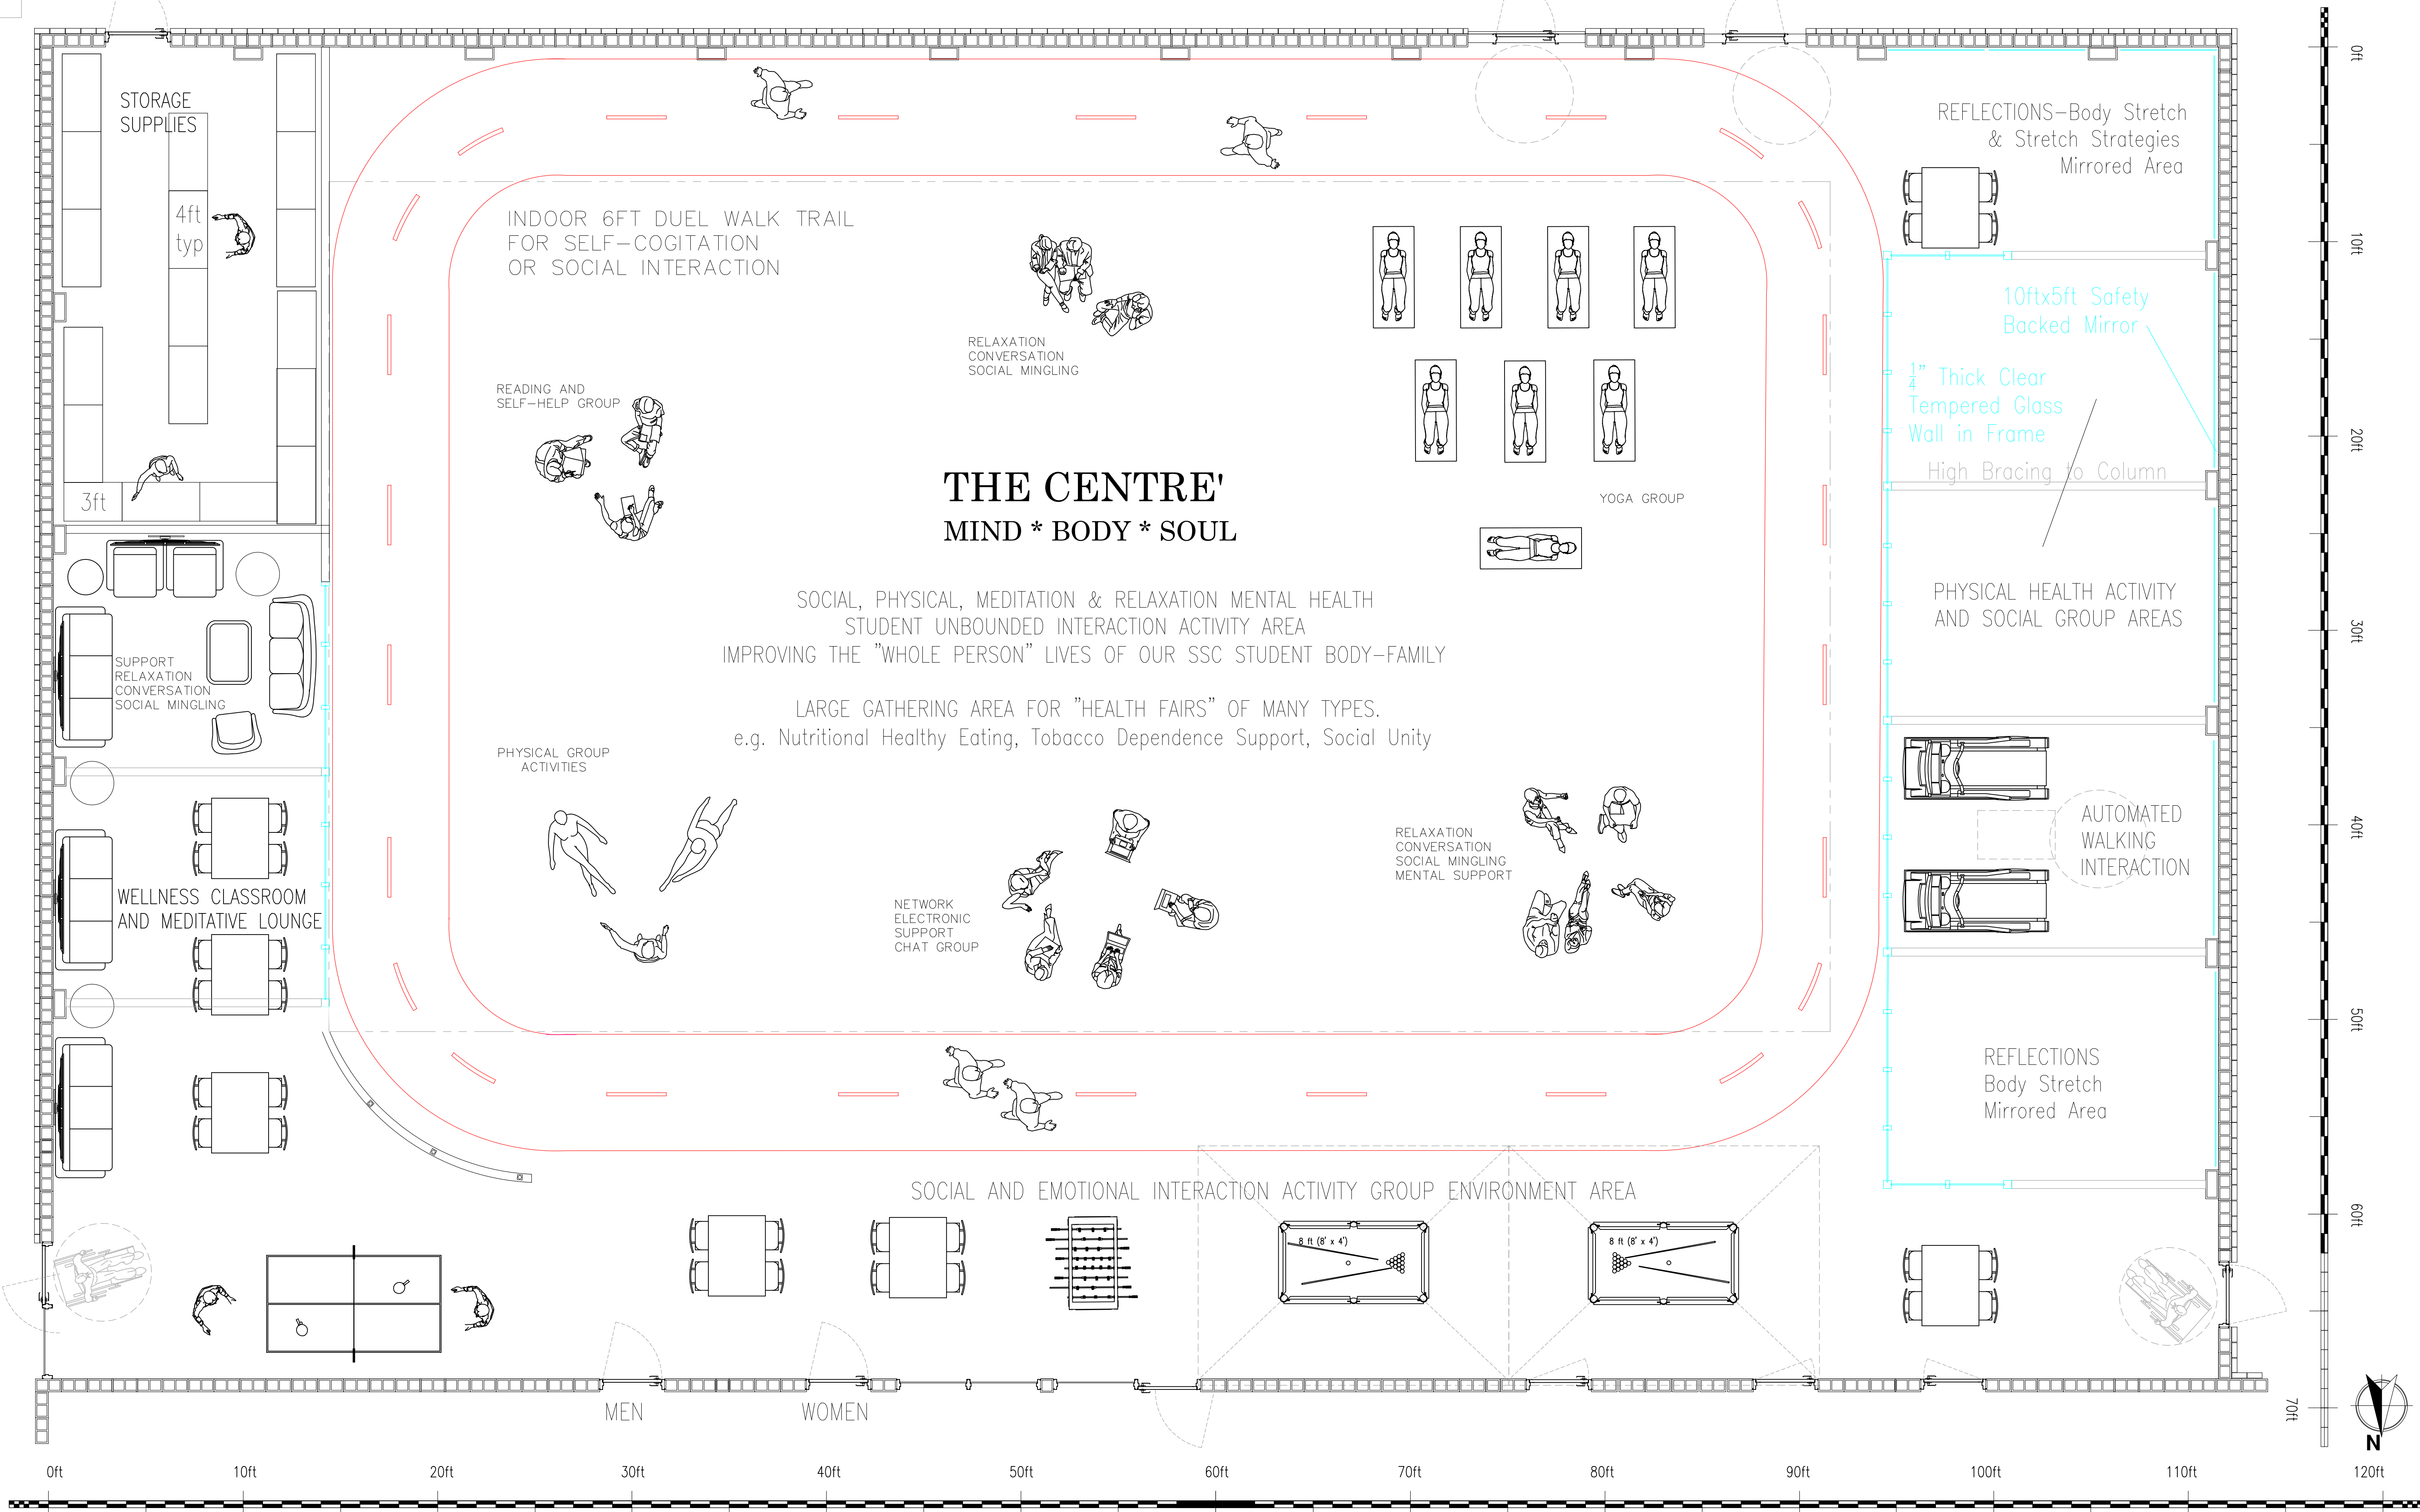 STORAGE
SUPPLIES
4ft
typ
3ft
INDOOR 6FT DUEL WALK TRAIL
FOR SELF-COGITATION
OR SOCIAL INTERACTION
RELAXATION
CONVERSATION
SOCIAL MINGLING
READING AND
SELF-HELP GROUP
YOGA GROUP
THE CENTRE'
MIND * BODY * SOUL
SOCIAL, PHYSICAL, MEDITATION & RELAXATION MENTAL HEALTH
STUDENT UNBOUNDED INTERACTION ACTIVITY AREA
IMPROVING THE "WHOLE PERSON" LIVES OF OUR SSC STUDENT BODY-FAMILY
LARGE GATHERING AREA FOR "HEALTH FAIRS" OF MANY TYPES.
e.g. Nutritional Healthy Eating, Tobacco Dependence Support, Social Unity
REFLECTIONS-Body Stretch
& Stretch Strategies
Mirrored Area
10ftx5ft Safety
Backed Mirror
1/4" Thick Clear
Tempered Glass
Wall in Frame
High Bracing to Column
PHYSICAL HEALTH ACTIVITY
AND SOCIAL GROUP AREAS
AUTOMATED
WALKING
INTERACTION
REFLECTIONS
Body Stretch
Mirrored Area
SUPPORT
RELAXATION
CONVERSATION
SOCIAL MINGLING
WELLNESS CLASSROOM
AND MEDITATIVE LOUNGE
PHYSICAL GROUP
ACTIVITIES
NETWORK
ELECTRONIC
SUPPORT
CHAT GROUP
RELAXATION
CONVERSATION
SOCIAL MINGLING
MENTAL SUPPORT
SOCIAL AND EMOTIONAL INTERACTION ACTIVITY GROUP ENVIRONMENT AREA
8 ft (8' x 4')
8 ft (8' x 4')
MEN
WOMEN
0ft
10ft
20ft
30ft
40ft
50ft
60ft
70ft
N
0ft
10ft
20ft
30ft
40ft
50ft
60ft
70ft
80ft
90ft
100ft
110ft
120ft